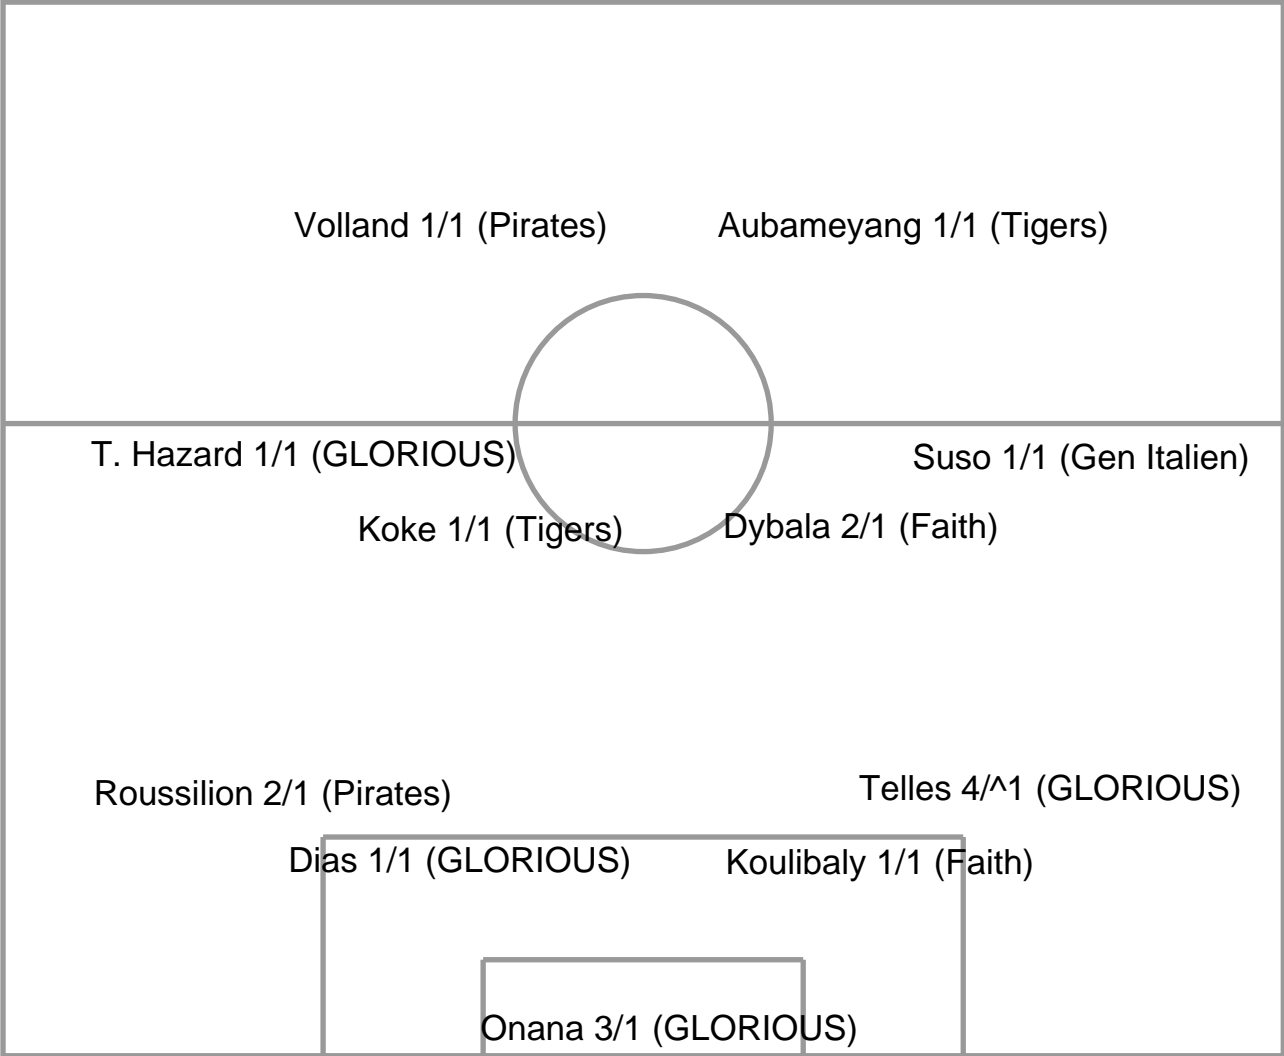 Volland 1/1 (Pirates)
Aubameyang 1/1 (Tigers)
T. Hazard 1/1 (GLORIOUS)
Suso 1/1 (Gen Italien)
Koke 1/1 (Tigers)
Dybala 2/1 (Faith)
Roussilion 2/1 (Pirates)
Telles 4/^1 (GLORIOUS)
Dias 1/1 (GLORIOUS)
Koulibaly 1/1 (Faith)
Onana 3/1 (GLORIOUS)